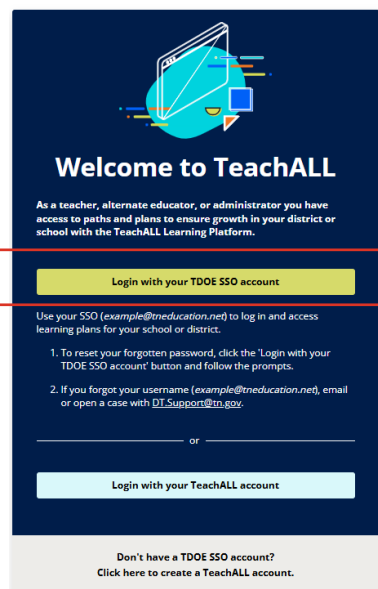 Welcome to TeachALL
As a teacher, alternate educator, or administrator you have
access to paths and plans to ensure growth in your district or
school with the TeachALL Learning Platform.
Login with your TDOE SSO account
Use your SSO (example@tneducation.net) to log in and access
learning plans for your school or district.
1. To reset your forgotten password, click the 'Login with your
TDOE SSO account' button and follow the prompts.
2. If you forgot your username (example@tneducation.net), email
or open a case with DT.Support@tn.gov.
or
Login with your TeachALL account
Don't have a TDOE SSO account?
Click here to create a TeachALL account.